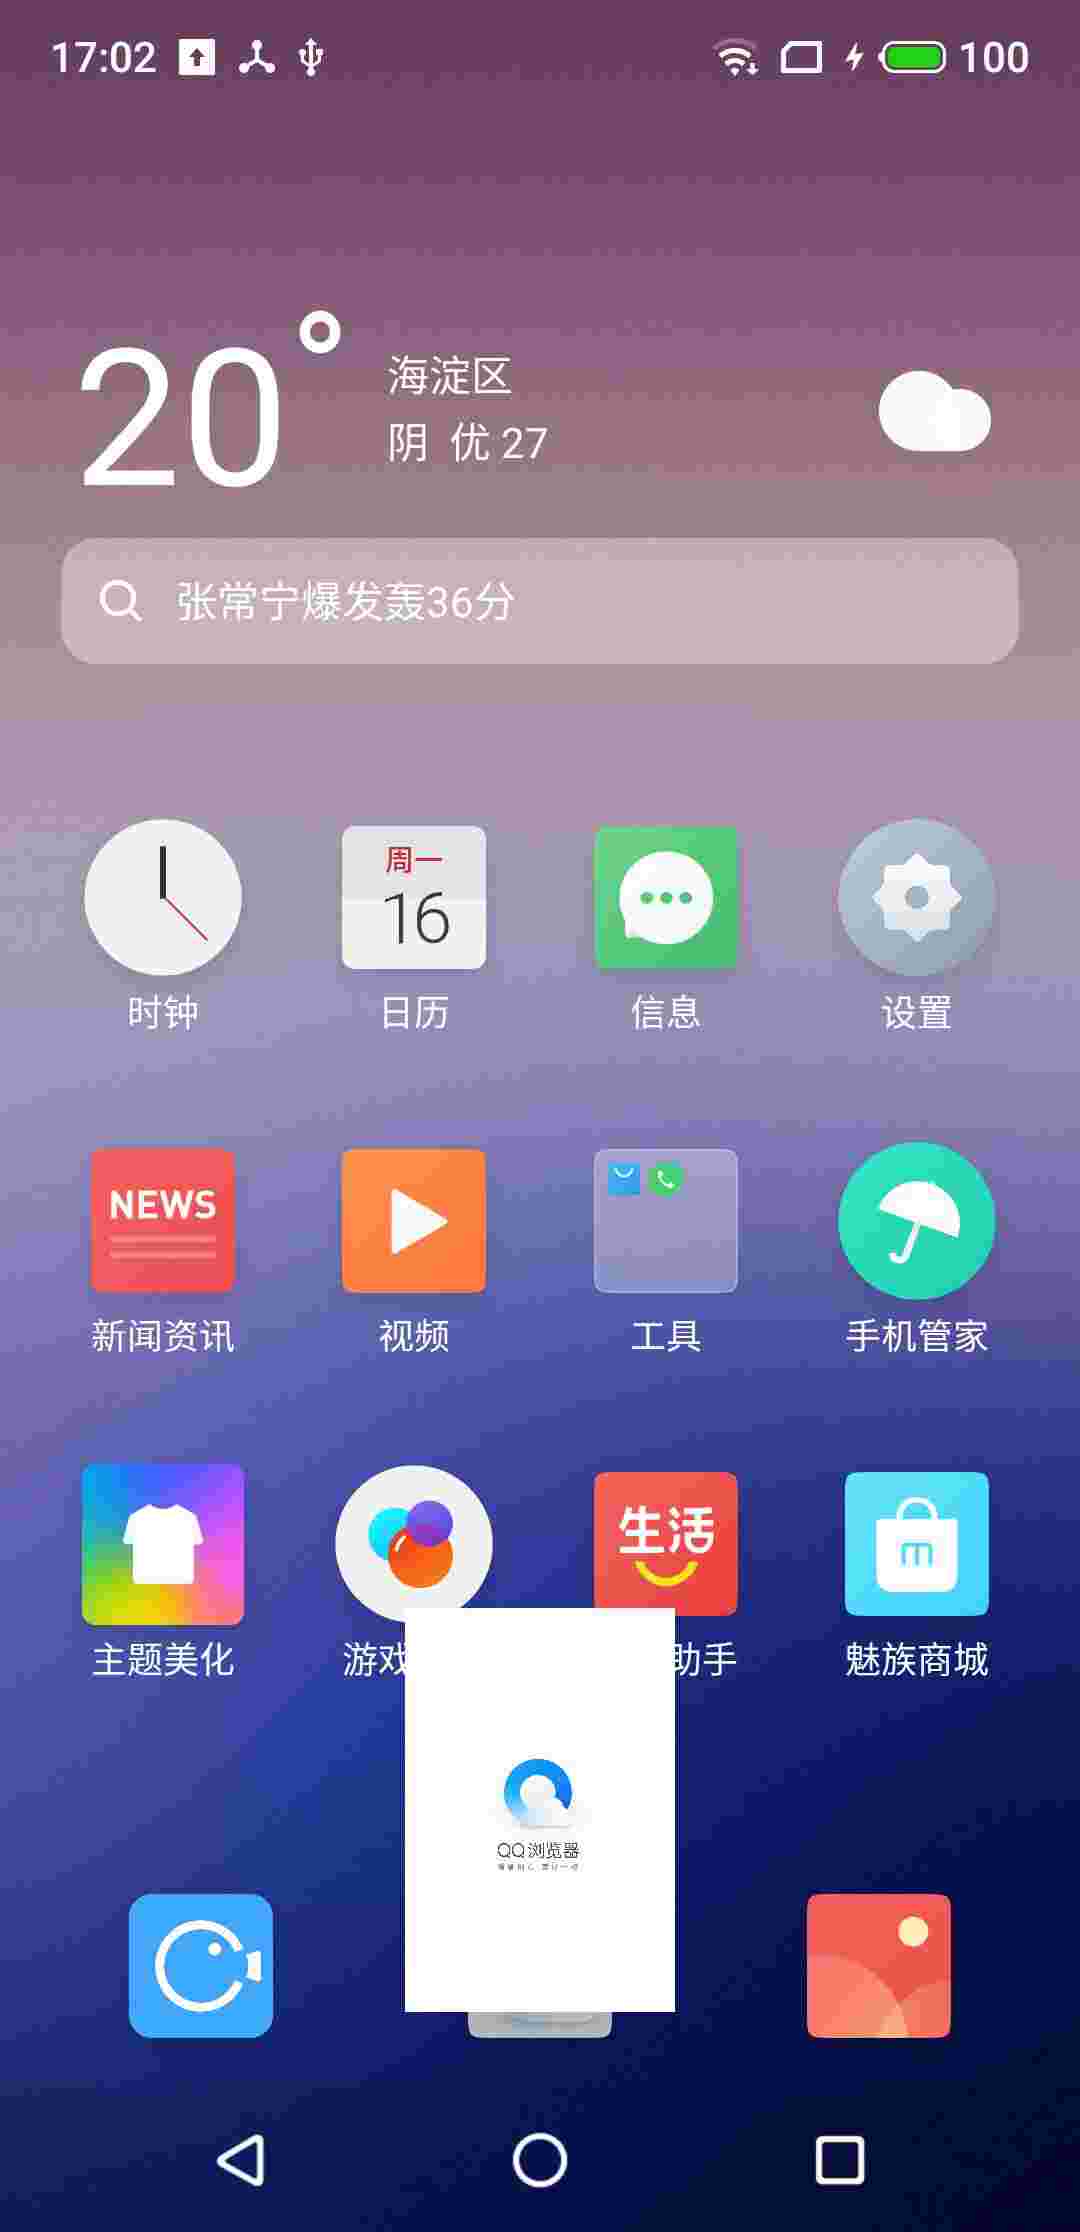 17:02
100
20°
海淀区
阴 优 27
张常宁爆发轰36分
周一
16
时钟
日历
信息
设置
NEWS
新闻资讯
视频
工具
手机管家
生活
m
主题美化
游戏
助手
魅族商城
QQ浏览器